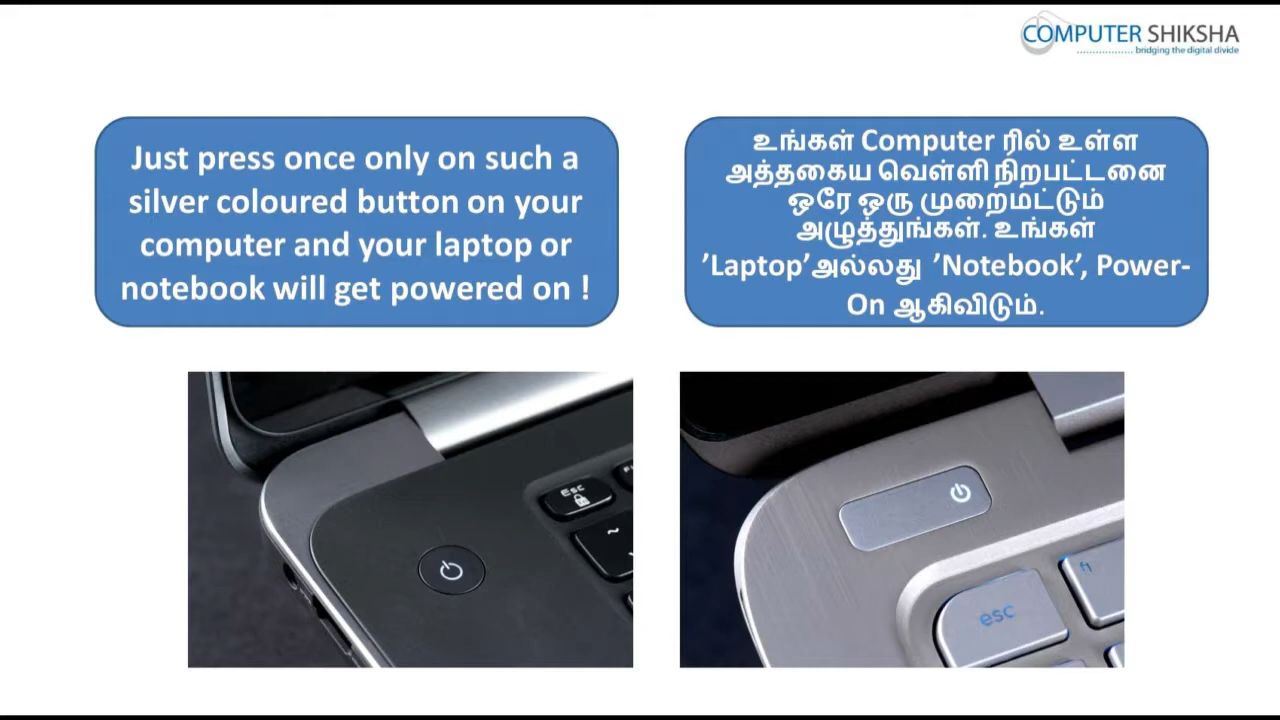 COMPUTER SHIKSHA
bridging the digital divide
Just press once only on such a
silver coloured button on your
computer and your laptop or
notebook will get powered on !
உங்கள் Computer ரில் உள்ள
அத்தகைய வெள்ளி நிறபட்டனை
ஒரே ஒரு முறைமட்டும்
அழுத்துங்கள். உங்கள்
’Laptop’அல்லது ’Notebook’, Power-
On ஆகிவிடும்.
Esc
~
f1
esc